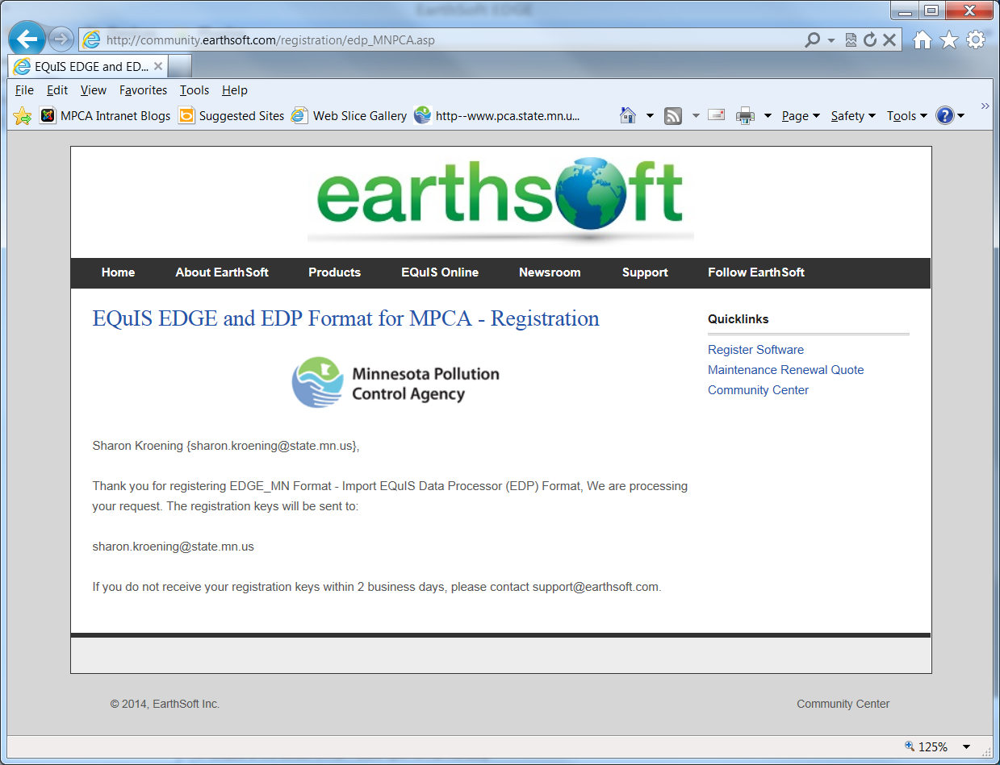 EarthSoft EDGE
http://community.earthsoft.com/registration/edp_MNPCA.asp
EQuIS EDGE and ED...
File Edit View Favorites Tools Help
MPCA Intranet Blogs Suggested Sites Web Slice Gallery http--www.pca.state.mn.u... Page Safety Tools
earthsoft
Home About EarthSoft Products EQuIS Online Newsroom Support Follow EarthSoft
EQuIS EDGE and EDP Format for MPCA - Registration
Minnesota Pollution
Control Agency
Sharon Kroening {sharon.kroening@state.mn.us},
Thank you for registering EDGE_MN Format - Import EQuIS Data Processor (EDP) Format, We are processing
your request. The registration keys will be sent to:
sharon.kroening@state.mn.us
If you do not receive your registration keys within 2 business days, please contact support@earthsoft.com.
Quicklinks
Register Software
Maintenance Renewal Quote
Community Center
© 2014, EarthSoft Inc. Community Center
125%